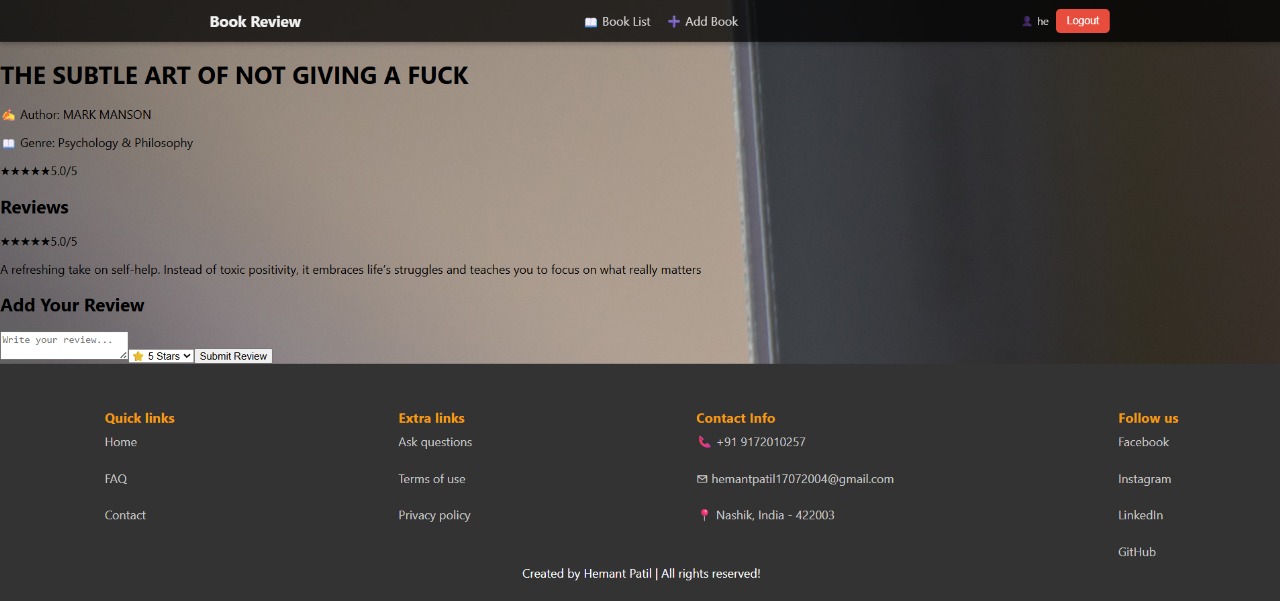 Book Review
📖 Book List ➕ Add Book
👤 he Logout
THE SUBTLE ART OF NOT GIVING A FUCK
✍ Author: MARK MANSON
📖 Genre: Psychology & Philosophy
★★★★★5.0/5
Reviews
★★★★★5.0/5
A refreshing take on self-help. Instead of toxic positivity, it embraces life's struggles and teaches you to focus on what really matters
Add Your Review
Write your review...
⭐ 5 Stars
Submit Review
Quick links
Home
FAQ
Contact
Extra links
Ask questions
Terms of use
Privacy policy
Contact Info
📞 +91 9172010257
✉ hemantpatil17072004@gmail.com
📍 Nashik, India - 422003
Follow us
Facebook
Instagram
LinkedIn
GitHub
Created by Hemant Patil | All rights reserved!